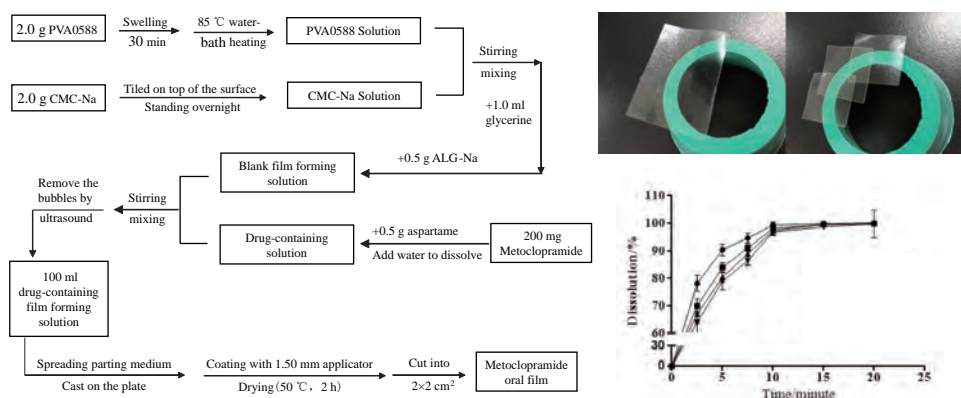 2.0 g PVA0588
Swelling
30 min
85 ℃ water-
bath heating
PVA0588 Solution
2.0 g CMC-Na
Tiled on top of the surface
Standing overnight
CMC-Na Solution
Stirring
mixing
+1.0 ml
glycerine
+0.5 g ALG-Na
Blank film forming
solution
Remove the
bubbles by
ultrasound
Stirring
mixing
Drug-containing
solution
+0.5 g aspartame
Add water to dissolve
200 mg
Metoclopramide
100 ml
drug-containing
film forming
solution
Spreading parting medium
Cast on the plate
Coating with 1.50 mm applicator
Drying(50 ℃, 2 h)
Cut into
2×2 cm²
Metoclopramide
oral film
Dissolution/%
110
100
90
80
70
60
30
0
0
5
10
15
20
25
Time/minute